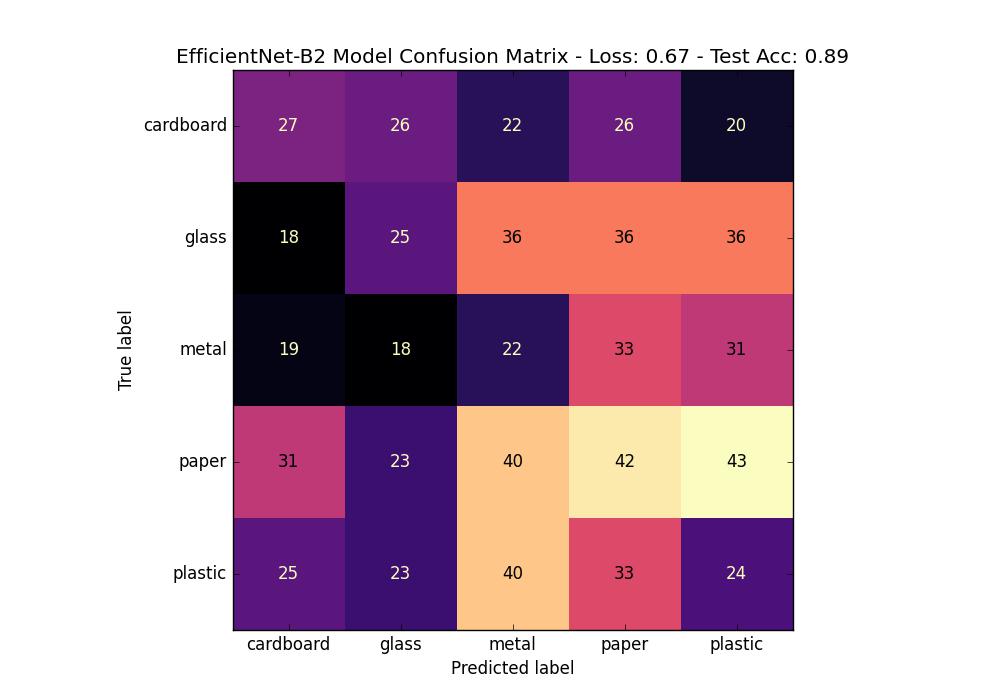 EfficientNet-B2 Model Confusion Matrix - Loss: 0.67 - Test Acc: 0.89
cardboard 27 26 22 26 20
glass 18 25 36 36 36
True label
metal 19 18 22 33 31
paper 31 23 40 42 43
plastic 25 23 40 33 24
cardboard glass metal paper plastic
Predicted label